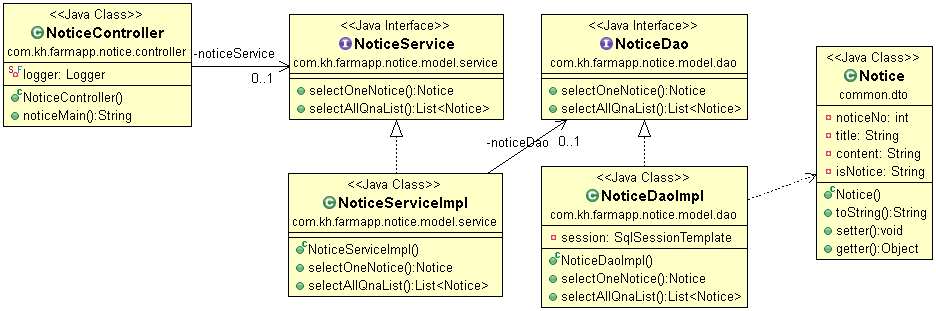 <<Java Class>>
NoticeController
com.kh.farmapp.notice.controller
logger: Logger
NoticeController()
noticeMain():String
-noticeService
0..1
<<Java Interface>>
NoticeService
com.kh.farmapp.notice.model.service
selectOneNotice():Notice
selectAllQnaList():List<Notice>
<<Java Interface>>
NoticeDao
com.kh.farmapp.notice.model.dao
selectOneNotice():Notice
selectAllQnaList():List<Notice>
<<Java Class>>
Notice
common.dto
noticeNo: int
title: String
content: String
isNotice: String
Notice()
toString():String
setter():void
getter():Object
-noticeDao
0..1
<<Java Class>>
NoticeServiceImpl
com.kh.farmapp.notice.model.service
NoticeServiceImpl()
selectOneNotice():Notice
selectAllQnaList():List<Notice>
<<Java Class>>
NoticeDaoImpl
com.kh.farmapp.notice.model.dao
session: SqlSessionTemplate
NoticeDaoImpl()
selectOneNotice():Notice
selectAllQnaList():List<Notice>